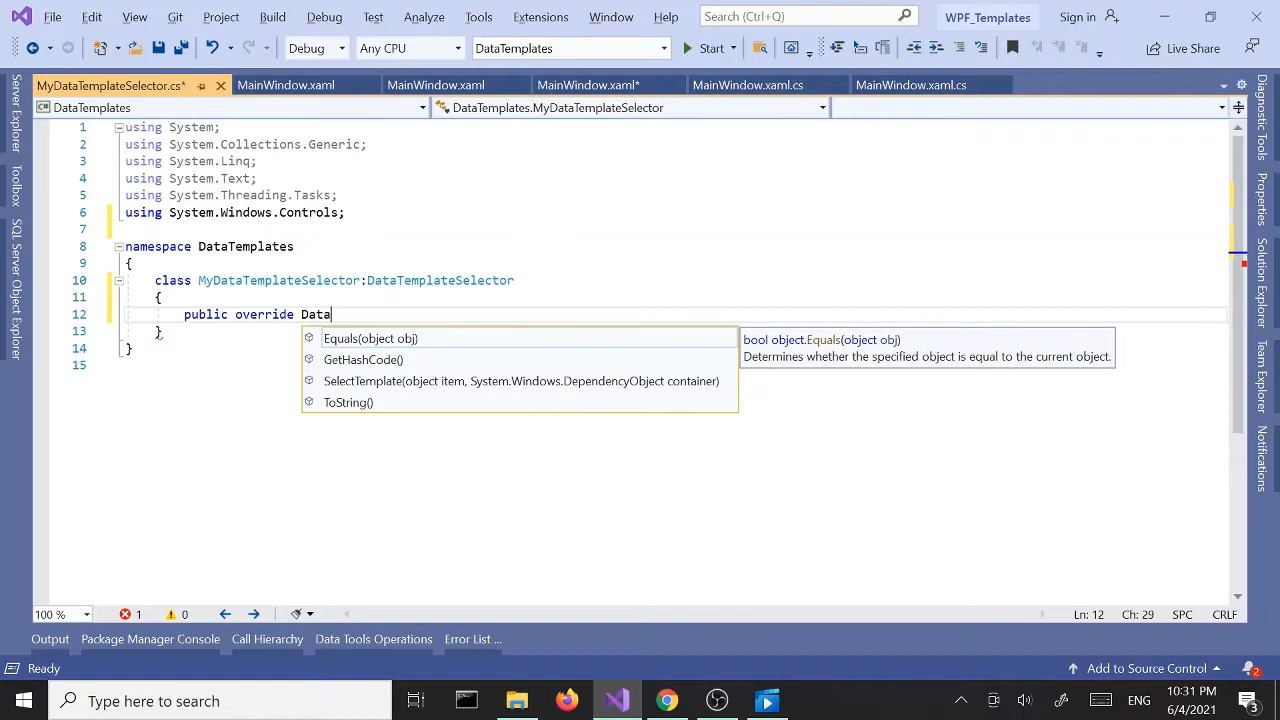 File Edit View Git Project Build Debug Test Analyze Tools Extensions Window Help Search (Ctrl+Q) WPF_Templates Sign in
Debug Any CPU DataTemplates Start Live Share
MyDataTemplateSelector.cs* MainWindow.xaml MainWindow.xaml MainWindow.xaml* MainWindow.xaml.cs MainWindow.xaml.cs
DataTemplates DataTemplates.MyDataTemplateSelector
Server Explorer
Toolbox
SQL Server Object Explorer
1 using System;
2 using System.Collections.Generic;
3 using System.Linq;
4 using System.Text;
5 using System.Threading.Tasks;
6 using System.Windows.Controls;
7
8 namespace DataTemplates
9 {
10 class MyDataTemplateSelector:DataTemplateSelector
11 {
12 public override Data
13 }
14 }
15
Equals(object obj)
GetHashCode()
SelectTemplate(object item, System.Windows.DependencyObject container)
ToString()
bool object.Equals(object obj)
Determines whether the specified object is equal to the current object.
Diagnostic Tools
Properties
Solution Explorer
Team Explorer
Notifications
100 % 1 0 Ln: 12 Ch: 29 SPC CRLF
Output Package Manager Console Call Hierarchy Data Tools Operations Error List ...
Ready Add to Source Control 2
Type here to search ENG 10:31 PM
6/4/2021 3